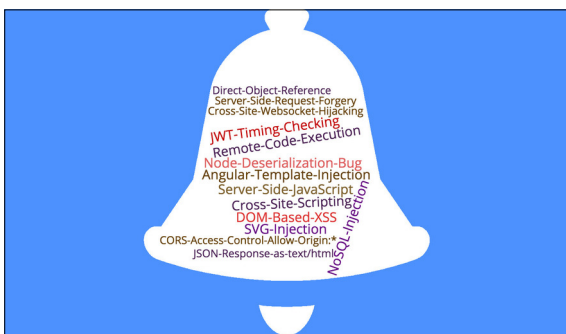 Direct-Object-Reference
Server-Side-Request-Forgery
Cross-Site-Websocket-Hijacking
JWT-Timing-Checking
Remote-Code-Execution
Node-Deserialization-Bug
Angular-Template-Injection
Server-Side-JavaScript
Cross-Site-Scripting
DOM-Based-XSS
SVG-Injection
NoSQL-Injection
CORS-Access-Control-Allow-Origin:*
JSON-Response-as-text/html